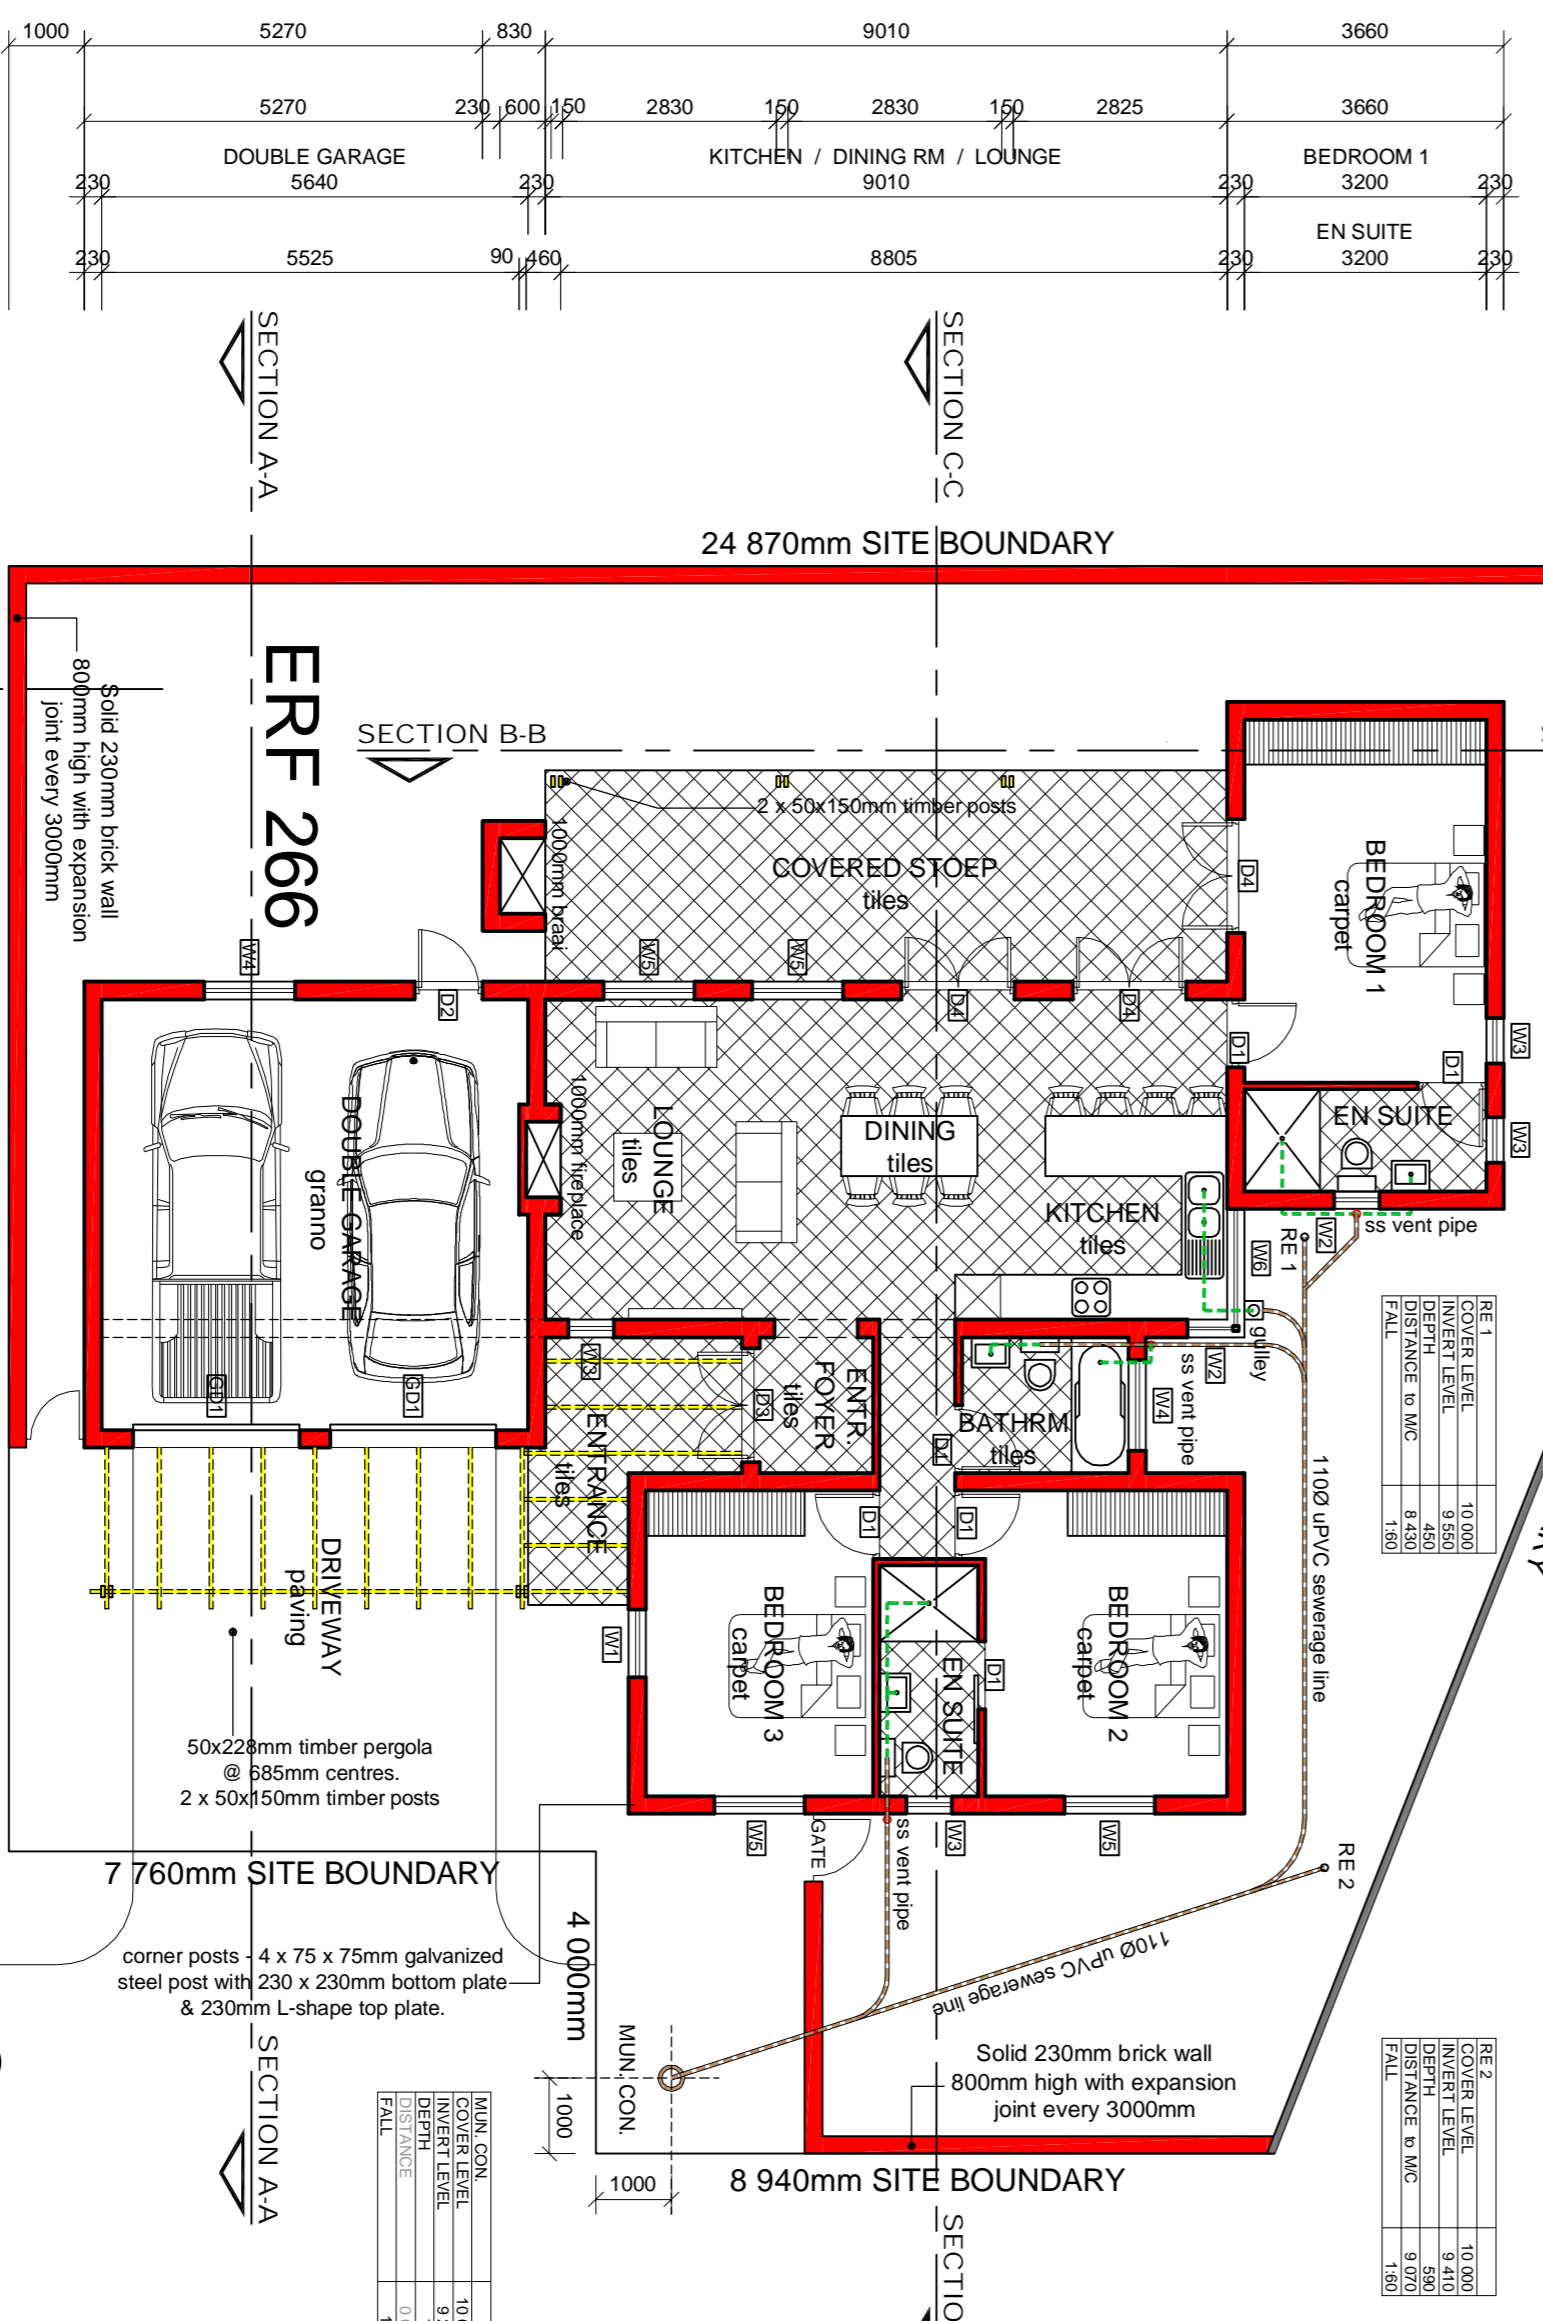 1000 5270 830 9010 3660
5270 230 600 150 2830 150 2830 150 2825 3660
DOUBLE GARAGE KITCHEN / DINING RM / LOUNGE BEDROOM 1
230 5640 230 9010 230 3200 230
EN SUITE
230 5525 90 460 8805 230 3200 230
SECTION A-A
SECTION C-C
24 870mm SITE BOUNDARY
Solid 230mm brick wall
800mm high with expansion
joint every 3000mm
ERF 266
SECTION B-B
2 x 50x150mm timber posts
COVERED STOEP
tiles
1000mm braai
D4
BEDROOM 1
carpet
W4
D2
W5
W5
D4
D4
D1
W3
D1
W3
EN SUITE
DOUBLE GARAGE
granno
1000mm fireplace
LOUNGE
tiles
DINING
tiles
KITCHEN
tiles
W6
RE 1
W2
ss vent pipe
gulley
RE 1
COVER LEVEL 10 000
INVERT LEVEL 9 550
DEPTH 450
DISTANCE to M/C 8 430
FALL 1:60
GD1
GD1
W3
ENTRANCE
tiles
D3
ENTR.
FOYER
tiles
D1
BATHRM
tiles
W4
ss vent pipe
W2
110Ø uPVC sewerage line
DRIVEWAY
paving
W1
D1
D1
BEDROOM 3
carpet
EN SUITE
D1
BEDROOM 2
carpet
50x228mm timber pergola
@ 685mm centres.
2 x 50x150mm timber posts
W5
GATE
ss vent pipe
W3
W5
RE 2
7 760mm SITE BOUNDARY
4 000mm
corner posts - 4 x 75 x 75mm galvanized
steel post with 230 x 230mm bottom plate
& 230mm L-shape top plate.
110Ø uPVC sewerage line
MUN. CON.
1000
1000
Solid 230mm brick wall
800mm high with expansion
joint every 3000mm
8 940mm SITE BOUNDARY
SECTION A-A
SECTIO
RE 2
COVER LEVEL 10 000
INVERT LEVEL 9 410
DEPTH 590
DISTANCE to M/C 9 070
FALL 1:60
MUN. CON.
COVER LEVEL
INVERT LEVEL
DEPTH
DISTANCE
FALL